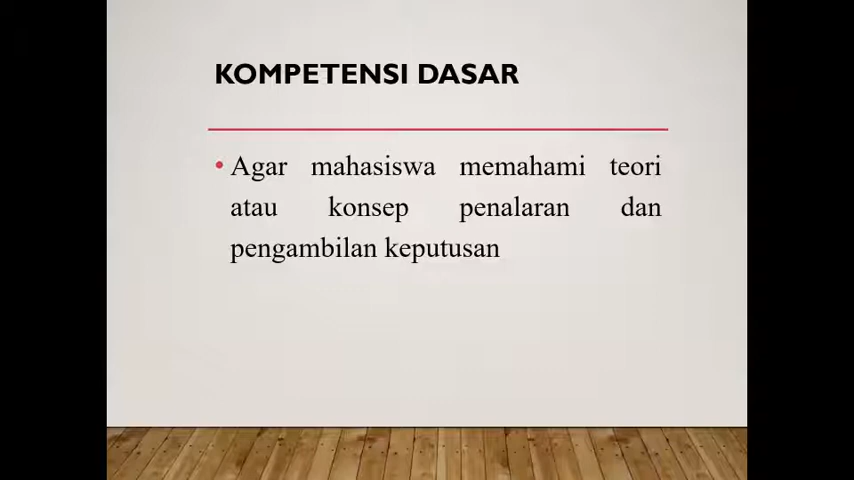 KOMPETENSI DASAR
• Agar mahasiswa memahami teori
atau konsep penalaran dan
pengambilan keputusan